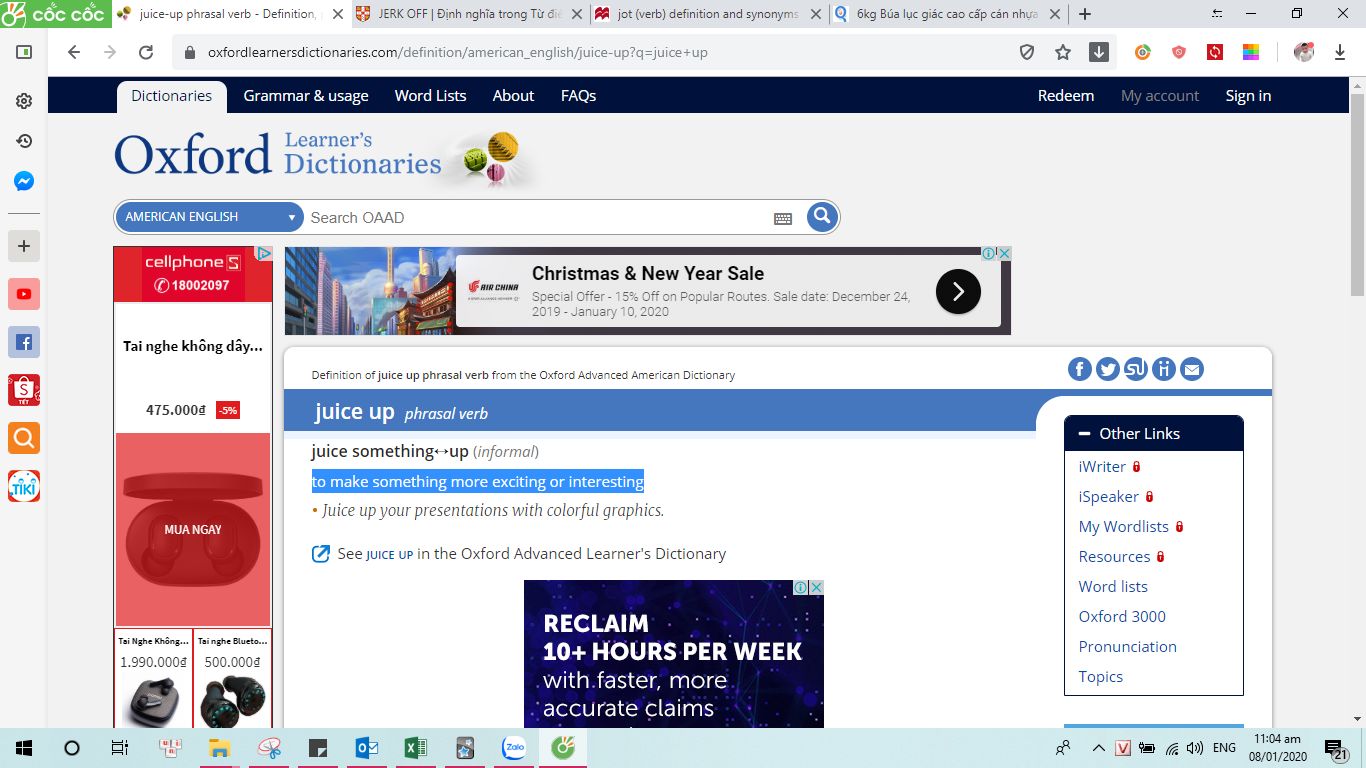 CỐC CỐC
juice-up phrasal verb - Definition,
JERK OFF | Định nghĩa trong Từ điể
jot (verb) definition and synonyms
6kg Búa lục giác cao cấp cán nhựa
oxfordlearnersdictionaries.com/definition/american_english/juice-up?q=juice+up
Dictionaries
Grammar & usage
Word Lists
About
FAQs
Redeem
My account
Sign in
Oxford Learner's Dictionaries
AMERICAN ENGLISH
Search OAAD
cellphone S
18002097
Tai nghe không dây...
475.000₫ -5%
MUA NGAY
Tai Nghe Không...
Tai nghe Blueto...
1.990.000₫
500.000₫
AIR CHINA
Christmas & New Year Sale
Special Offer - 15% Off on Popular Routes. Sale date: December 24,
2019 - January 10, 2020
Definition of juice up phrasal verb from the Oxford Advanced American Dictionary
juice up phrasal verb
juice something↔up (informal)
to make something more exciting or interesting
• Juice up your presentations with colorful graphics.
See JUICE UP in the Oxford Advanced Learner's Dictionary
RECLAIM
10+ HOURS PER WEEK
with faster, more
accurate claims
Other Links
iWriter
iSpeaker
My Wordlists
Resources
Word lists
Oxford 3000
Pronunciation
Topics
TẾT
TIKI
Zalo
ENG
11:04 am
08/01/2020
21